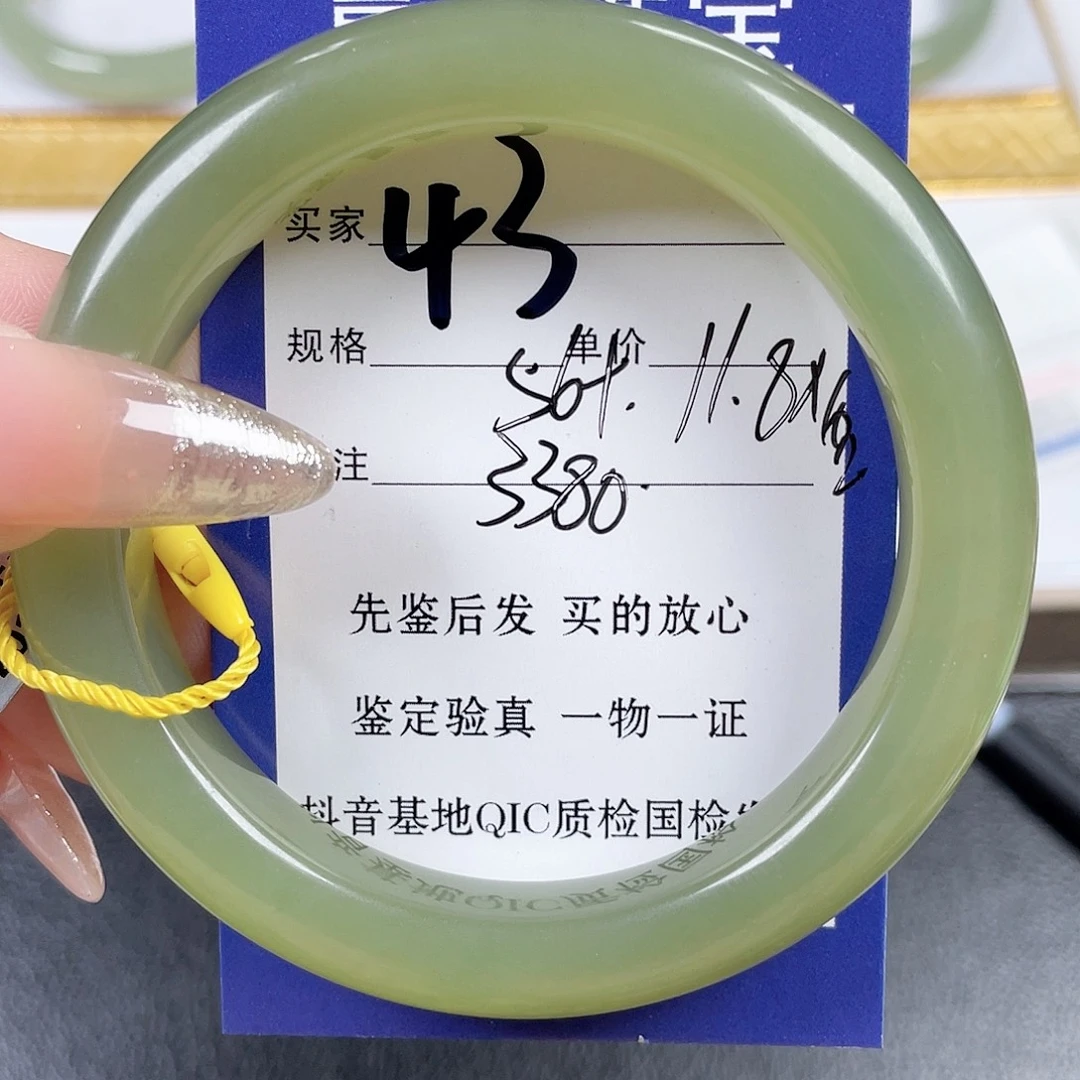 买家 43
规格 单价
56.1. 11.8x
注 3380.
先鉴后发 买的放心
鉴定验真 一物一证
抖音基地QIC质检国检